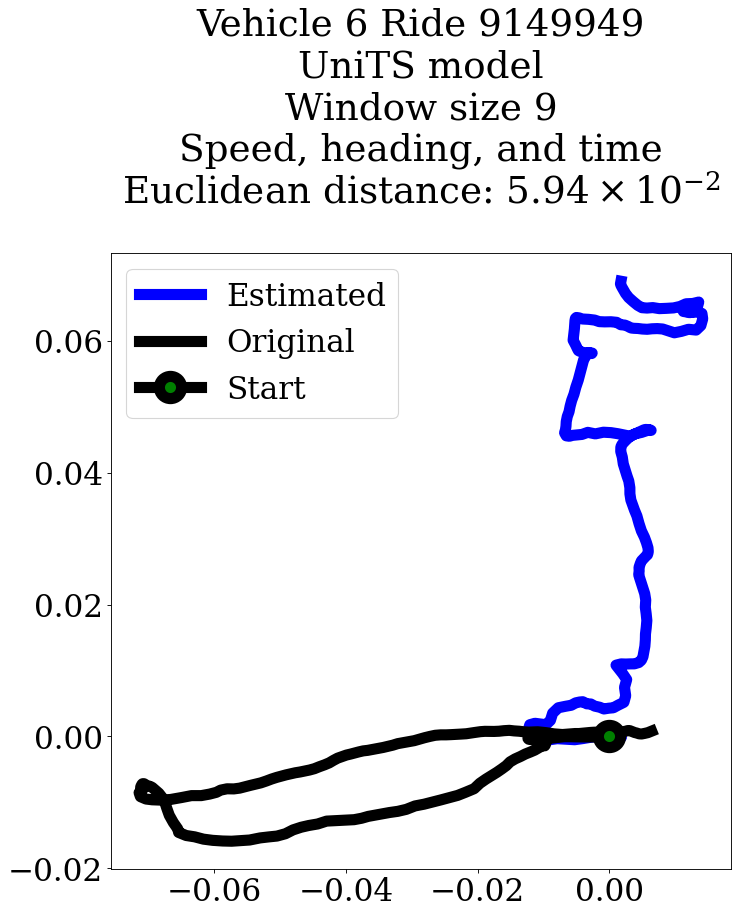 Vehicle 6 Ride 9149949
UniTS model
Window size 9
Speed, heading, and time
Euclidean distance: 5.94 × 10⁻²
Estimated
Original
Start
0.06
0.04
0.02
0.00
−0.02
−0.06 −0.04 −0.02 0.00